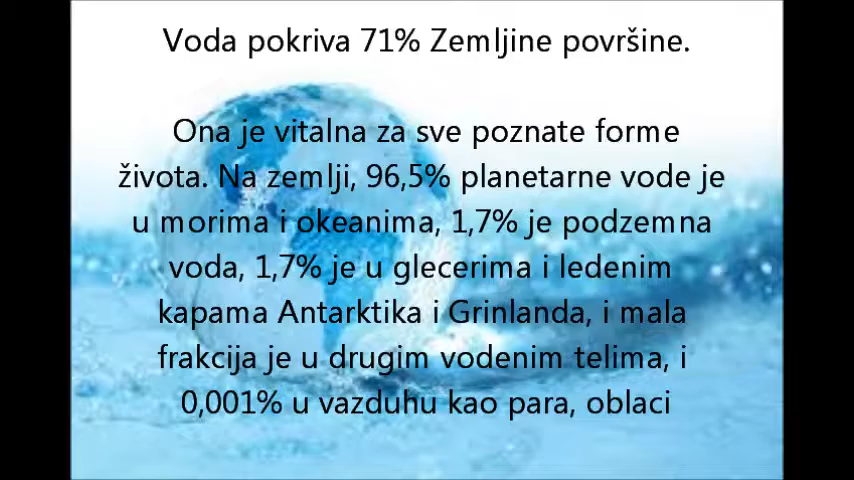 Voda pokriva 71% Zemljine površine.
Ona je vitalna za sve poznate forme
života. Na zemlji, 96,5% planetarne vode je
u morima i okeanima, 1,7% je podzemna
voda, 1,7% je u glecerima i ledenim
kapama Antarktika i Grinlanda, i mala
frakcija je u drugim vodenim telima, i
0,001% u vazduhu kao para, oblaci